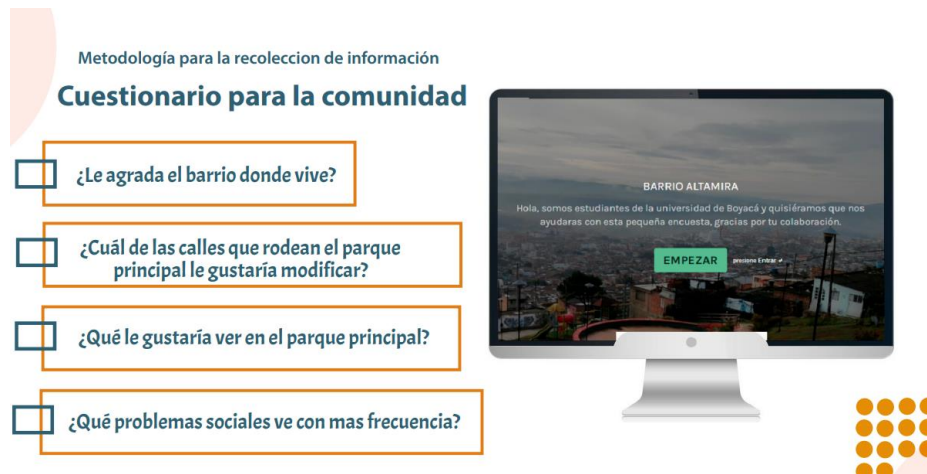 Metodología para la recoleccion de información
Cuestionario para la comunidad
¿Le agrada el barrio donde vive?
¿Cuál de las calles que rodean el parque
principal le gustaría modificar?
¿Qué le gustaría ver en el parque principal?
¿Qué problemas sociales ve con mas frecuencia?
BARRIO ALTAMIRA
Hola, somos estudiantes de la universidad de Boyacá y quisiéramos que nos
ayudaras con esta pequeña encuesta, gracias por tu colaboración.
EMPEZAR
presiona Entrar ↵